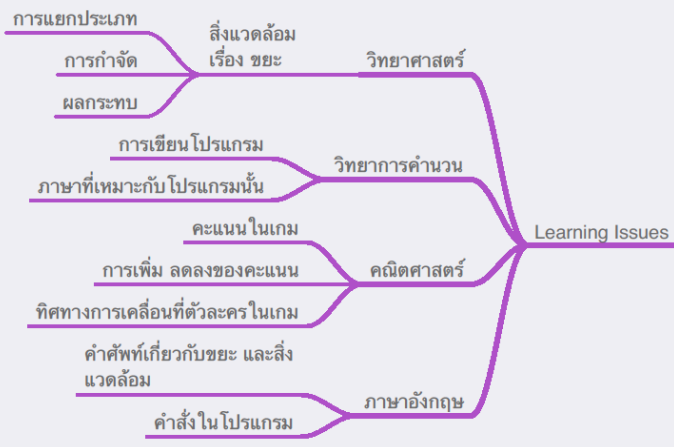 การแยกประเภท
การกำจัด
ผลกระทบ
สิ่งแวดล้อม
เรื่อง ขยะ
วิทยาศาสตร์
การเขียนโปรแกรม
ภาษาที่เหมาะกับโปรแกรมนั้น
วิทยาการคำนวน
คะแนนในเกม
การเพิ่ม ลดลงของคะแนน
ทิศทางการเคลื่อนที่ตัวละครในเกม
คณิตศาสตร์
Learning Issues
คำศัพท์เกี่ยวกับขยะ และสิ่ง
แวดล้อม
คำสั่งในโปรแกรม
ภาษาอังกฤษ